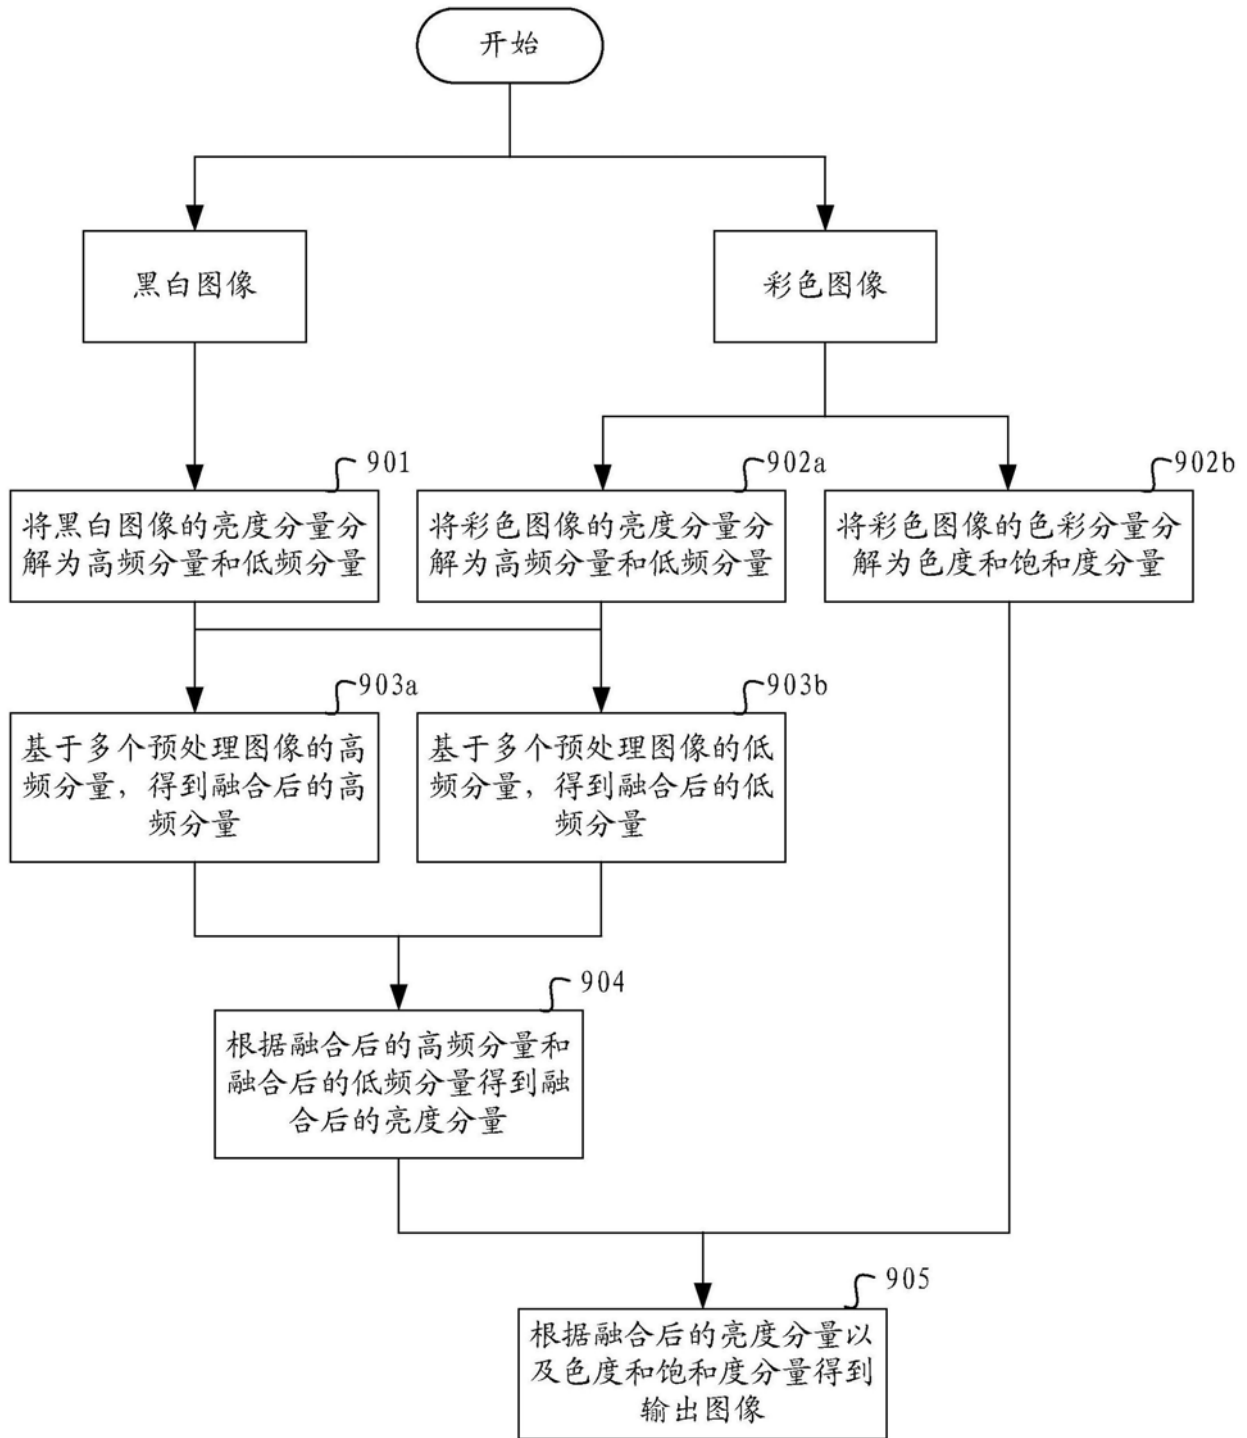 开始
黑白图像
彩色图像
901
902a
902b
将黑白图像的亮度分量分
解为高频分量和低频分量
将彩色图像的亮度分量分
解为高频分量和低频分量
将彩色图像的色彩分量分
解为色度和饱和度分量
903a
903b
基于多个预处理图像的高
频分量，得到融合后的高
频分量
基于多个预处理图像的低
频分量，得到融合后的低
频分量
904
根据融合后的高频分量和
融合后的低频分量得到融
合后的亮度分量
905
根据融合后的亮度分量以
及色度和饱和度分量得到
输出图像